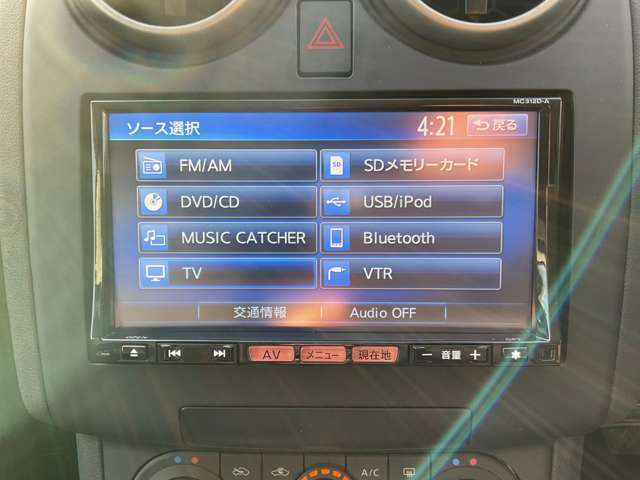 MC312D-A
ソース選択 4:21 戻る
FM/AM SDメモリーカード
DVD/CD USB/iPod
MUSIC CATCHER Bluetooth
TV VTR
交通情報 Audio OFF
AV メニュー 現在地 − 音量 +
A/C